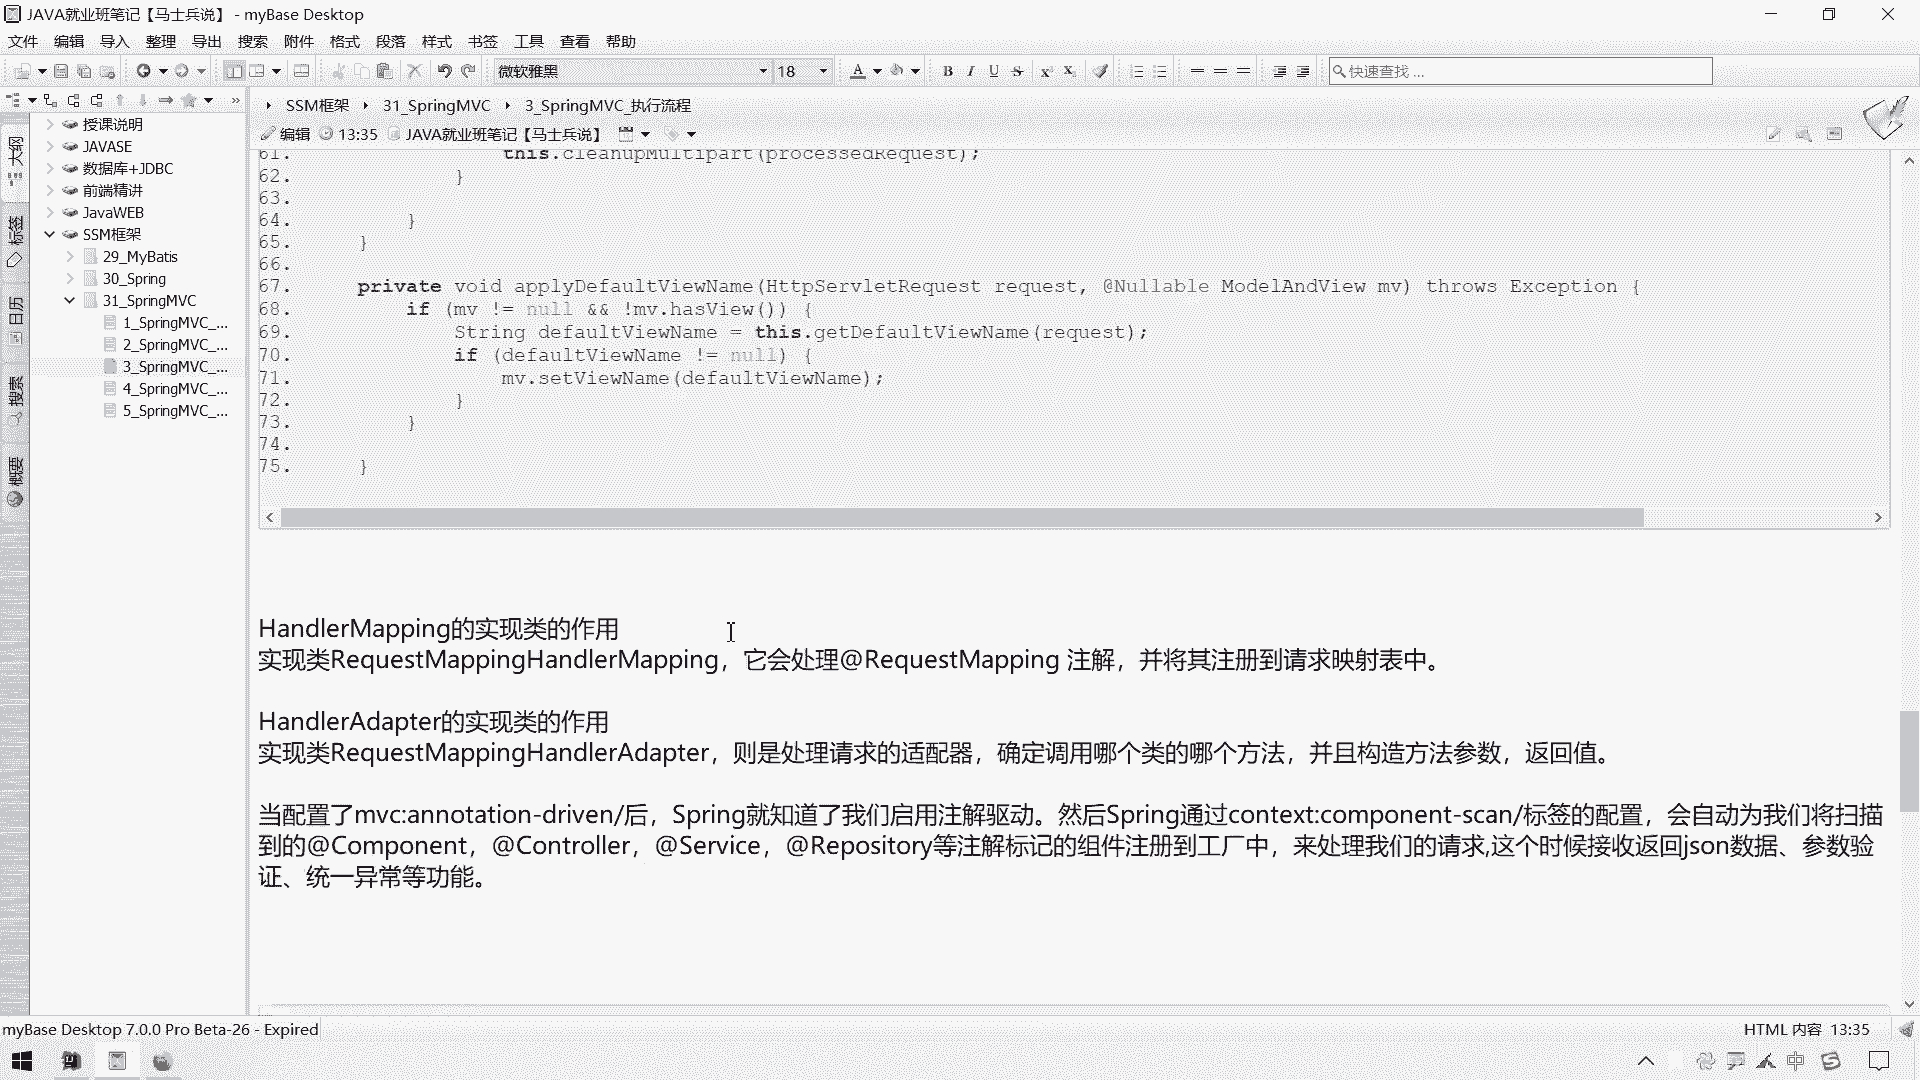 JAVA就业班笔记【马士兵说】 - myBase Desktop
文件 编辑 导入 整理 导出 搜索 附件 格式 段落 样式 书签 工具 查看 帮助
微软雅黑 18 A B I U S 快速查找 ...
SSM框架 31_SpringMVC 3_SpringMVC_执行流程
编辑 13:35 JAVA就业班笔记【马士兵说】
大纲
标签
日历
搜索
概要
授课说明
JAVASE
数据库+JDBC
前端精讲
JavaWEB
SSM框架
29_MyBatis
30_Spring
31_SpringMVC
1_SpringMVC_...
2_SpringMVC_...
3_SpringMVC_...
4_SpringMVC_...
5_SpringMVC_...
61. this.cleanupMultipart(processedRequest);
62. }
63.
64. }
65. }
66.
67. private void applyDefaultViewName(HttpServletRequest request, @Nullable ModelAndView mv) throws Exception {
68. if (mv != null && !mv.hasView()) {
69. String defaultViewName = this.getDefaultViewName(request);
70. if (defaultViewName != null) {
71. mv.setViewName(defaultViewName);
72. }
73. }
74.
75. }
HandlerMapping的实现类的作用
实现类RequestMappingHandlerMapping，它会处理@RequestMapping 注解，并将其注册到请求映射表中。
HandlerAdapter的实现类的作用
实现类RequestMappingHandlerAdapter，则是处理请求的适配器，确定调用哪个类的哪个方法，并且构造方法参数，返回值。
当配置了mvc:annotation-driven/后，Spring就知道了我们启用注解驱动。然后Spring通过context:component-scan/标签的配置，会自动为我们将扫描
到的@Component，@Controller，@Service，@Repository等注解标记的组件注册到工厂中，来处理我们的请求,这个时候接收返回json数据、参数验
证、统一异常等功能。
myBase Desktop 7.0.0 Pro Beta-26 - Expired
HTML 内容 13:35
中